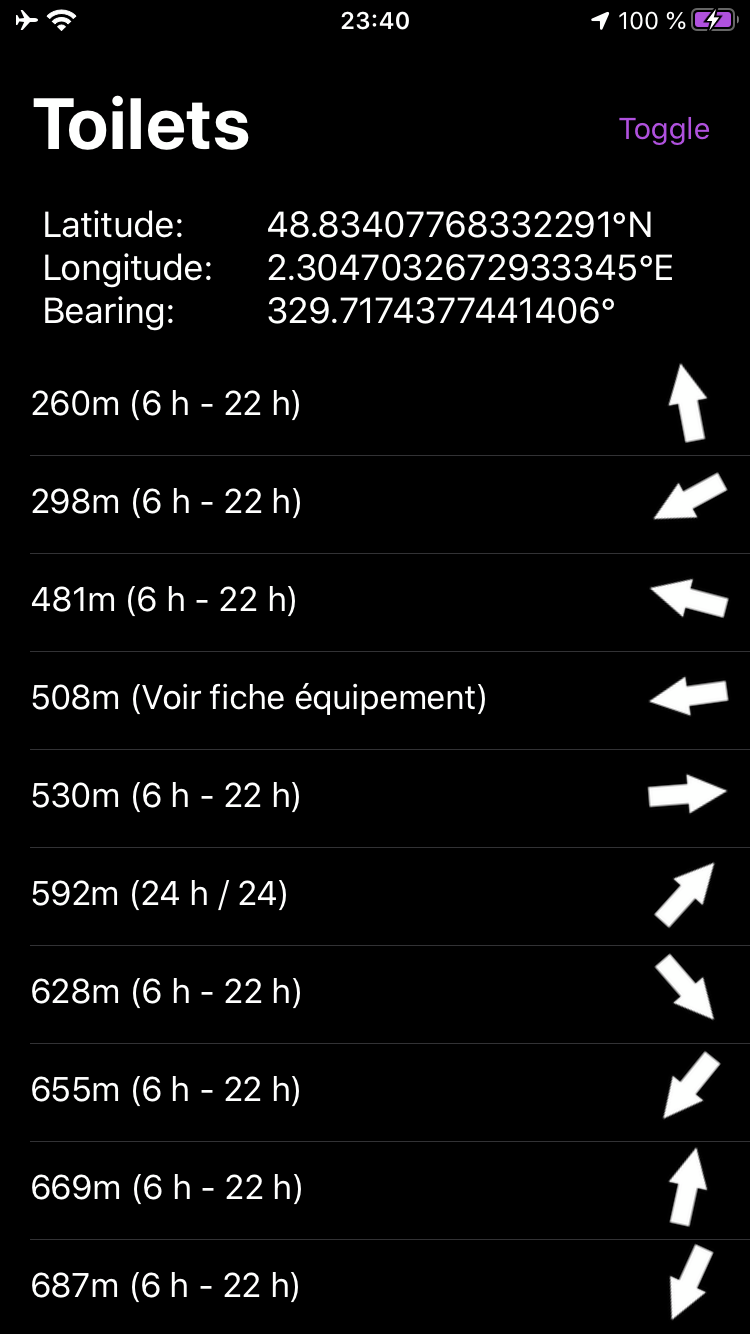 23:40 100 %
Toilets
Toggle
Latitude: 48.83407768332291°N
Longitude: 2.3047032672933345°E
Bearing: 329.7174377441406°
260m (6 h - 22 h)
298m (6 h - 22 h)
481m (6 h - 22 h)
508m (Voir fiche équipement)
530m (6 h - 22 h)
592m (24 h / 24)
628m (6 h - 22 h)
655m (6 h - 22 h)
669m (6 h - 22 h)
687m (6 h - 22 h)